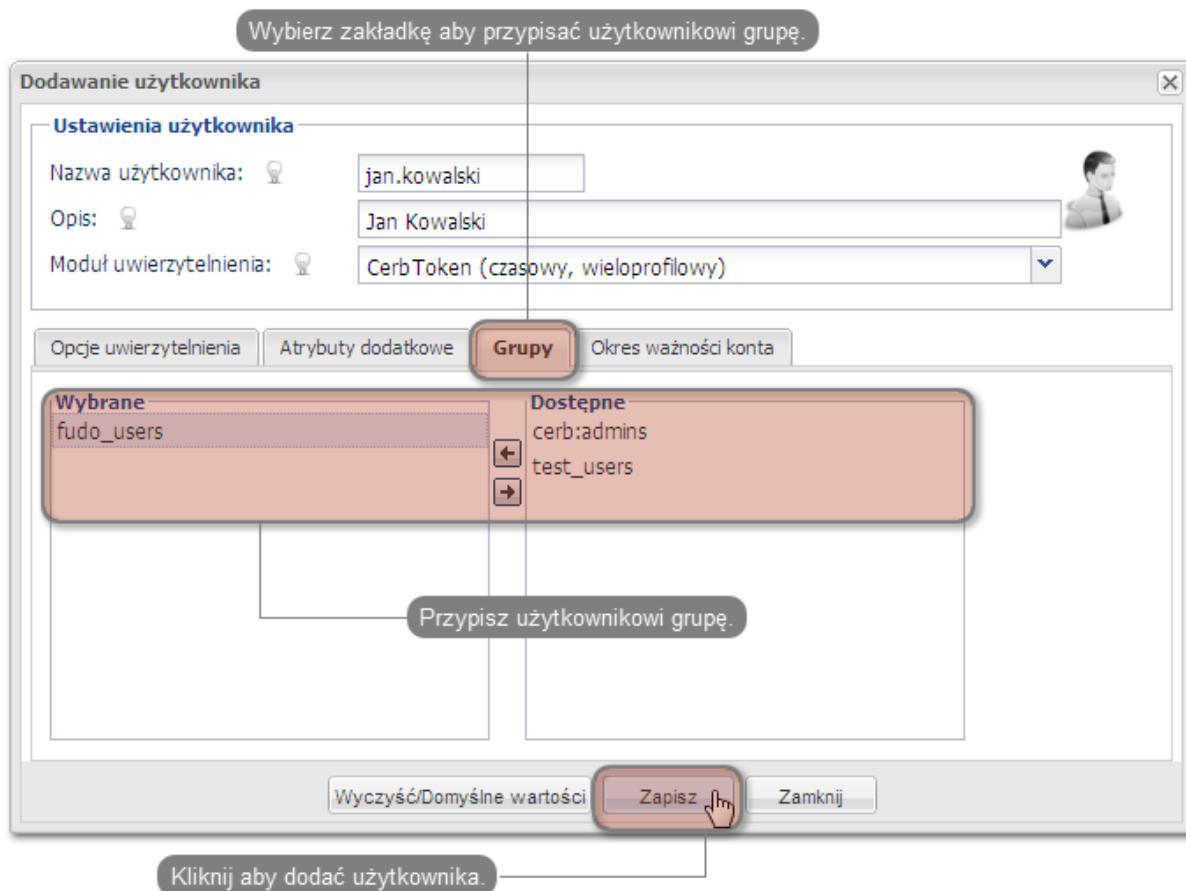 Wybierz zakładkę aby przypisać użytkownikowi grupę.
Dodawanie użytkownika
Ustawienia użytkownika
Nazwa użytkownika: jan.kowalski
Opis: Jan Kowalski
Moduł uwierzytelnienia: CerbToken (czasowy, wieloprofilowy)
Opcje uwierzytelnienia Atrybuty dodatkowe Grupy Okres ważności konta
Wybrane Dostępne
fudo_users cerb:admins
test_users
Przypisz użytkownikowi grupę.
Wyczyść/Domyślne wartości Zapisz Zamknij
Kliknij aby dodać użytkownika.